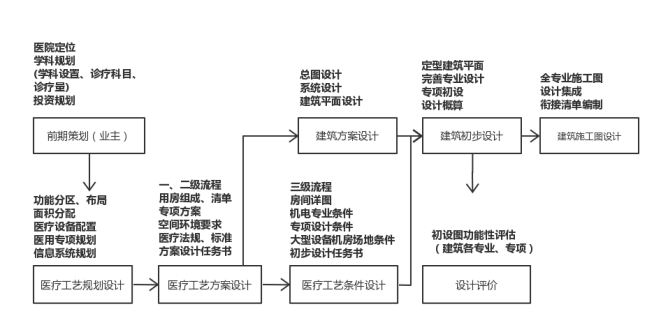 医院定位
学科规划
(学科设置、诊疗科目、
诊疗量)
投资规划
前期策划（业主）
总图设计
系统设计
建筑平面设计
建筑方案设计
定型建筑平面
完善专业设计
专项初设
设计概算
建筑初步设计
全专业施工图
设计集成
衔接清单编制
建筑施工图设计
功能分区、布局
面积分配
医疗设备配置
医用专项规划
信息系统规划
医疗工艺规划设计
一、二级流程
用房组成、清单
专项方案
空间环境要求
医疗法规、标准
方案设计任务书
医疗工艺方案设计
三级流程
房间详图
机电专业条件
专项设计条件
大型设备机房场地条件
初步设计任务书
医疗工艺条件设计
初设图功能性评估
（建筑各专业、专项）
设计评价